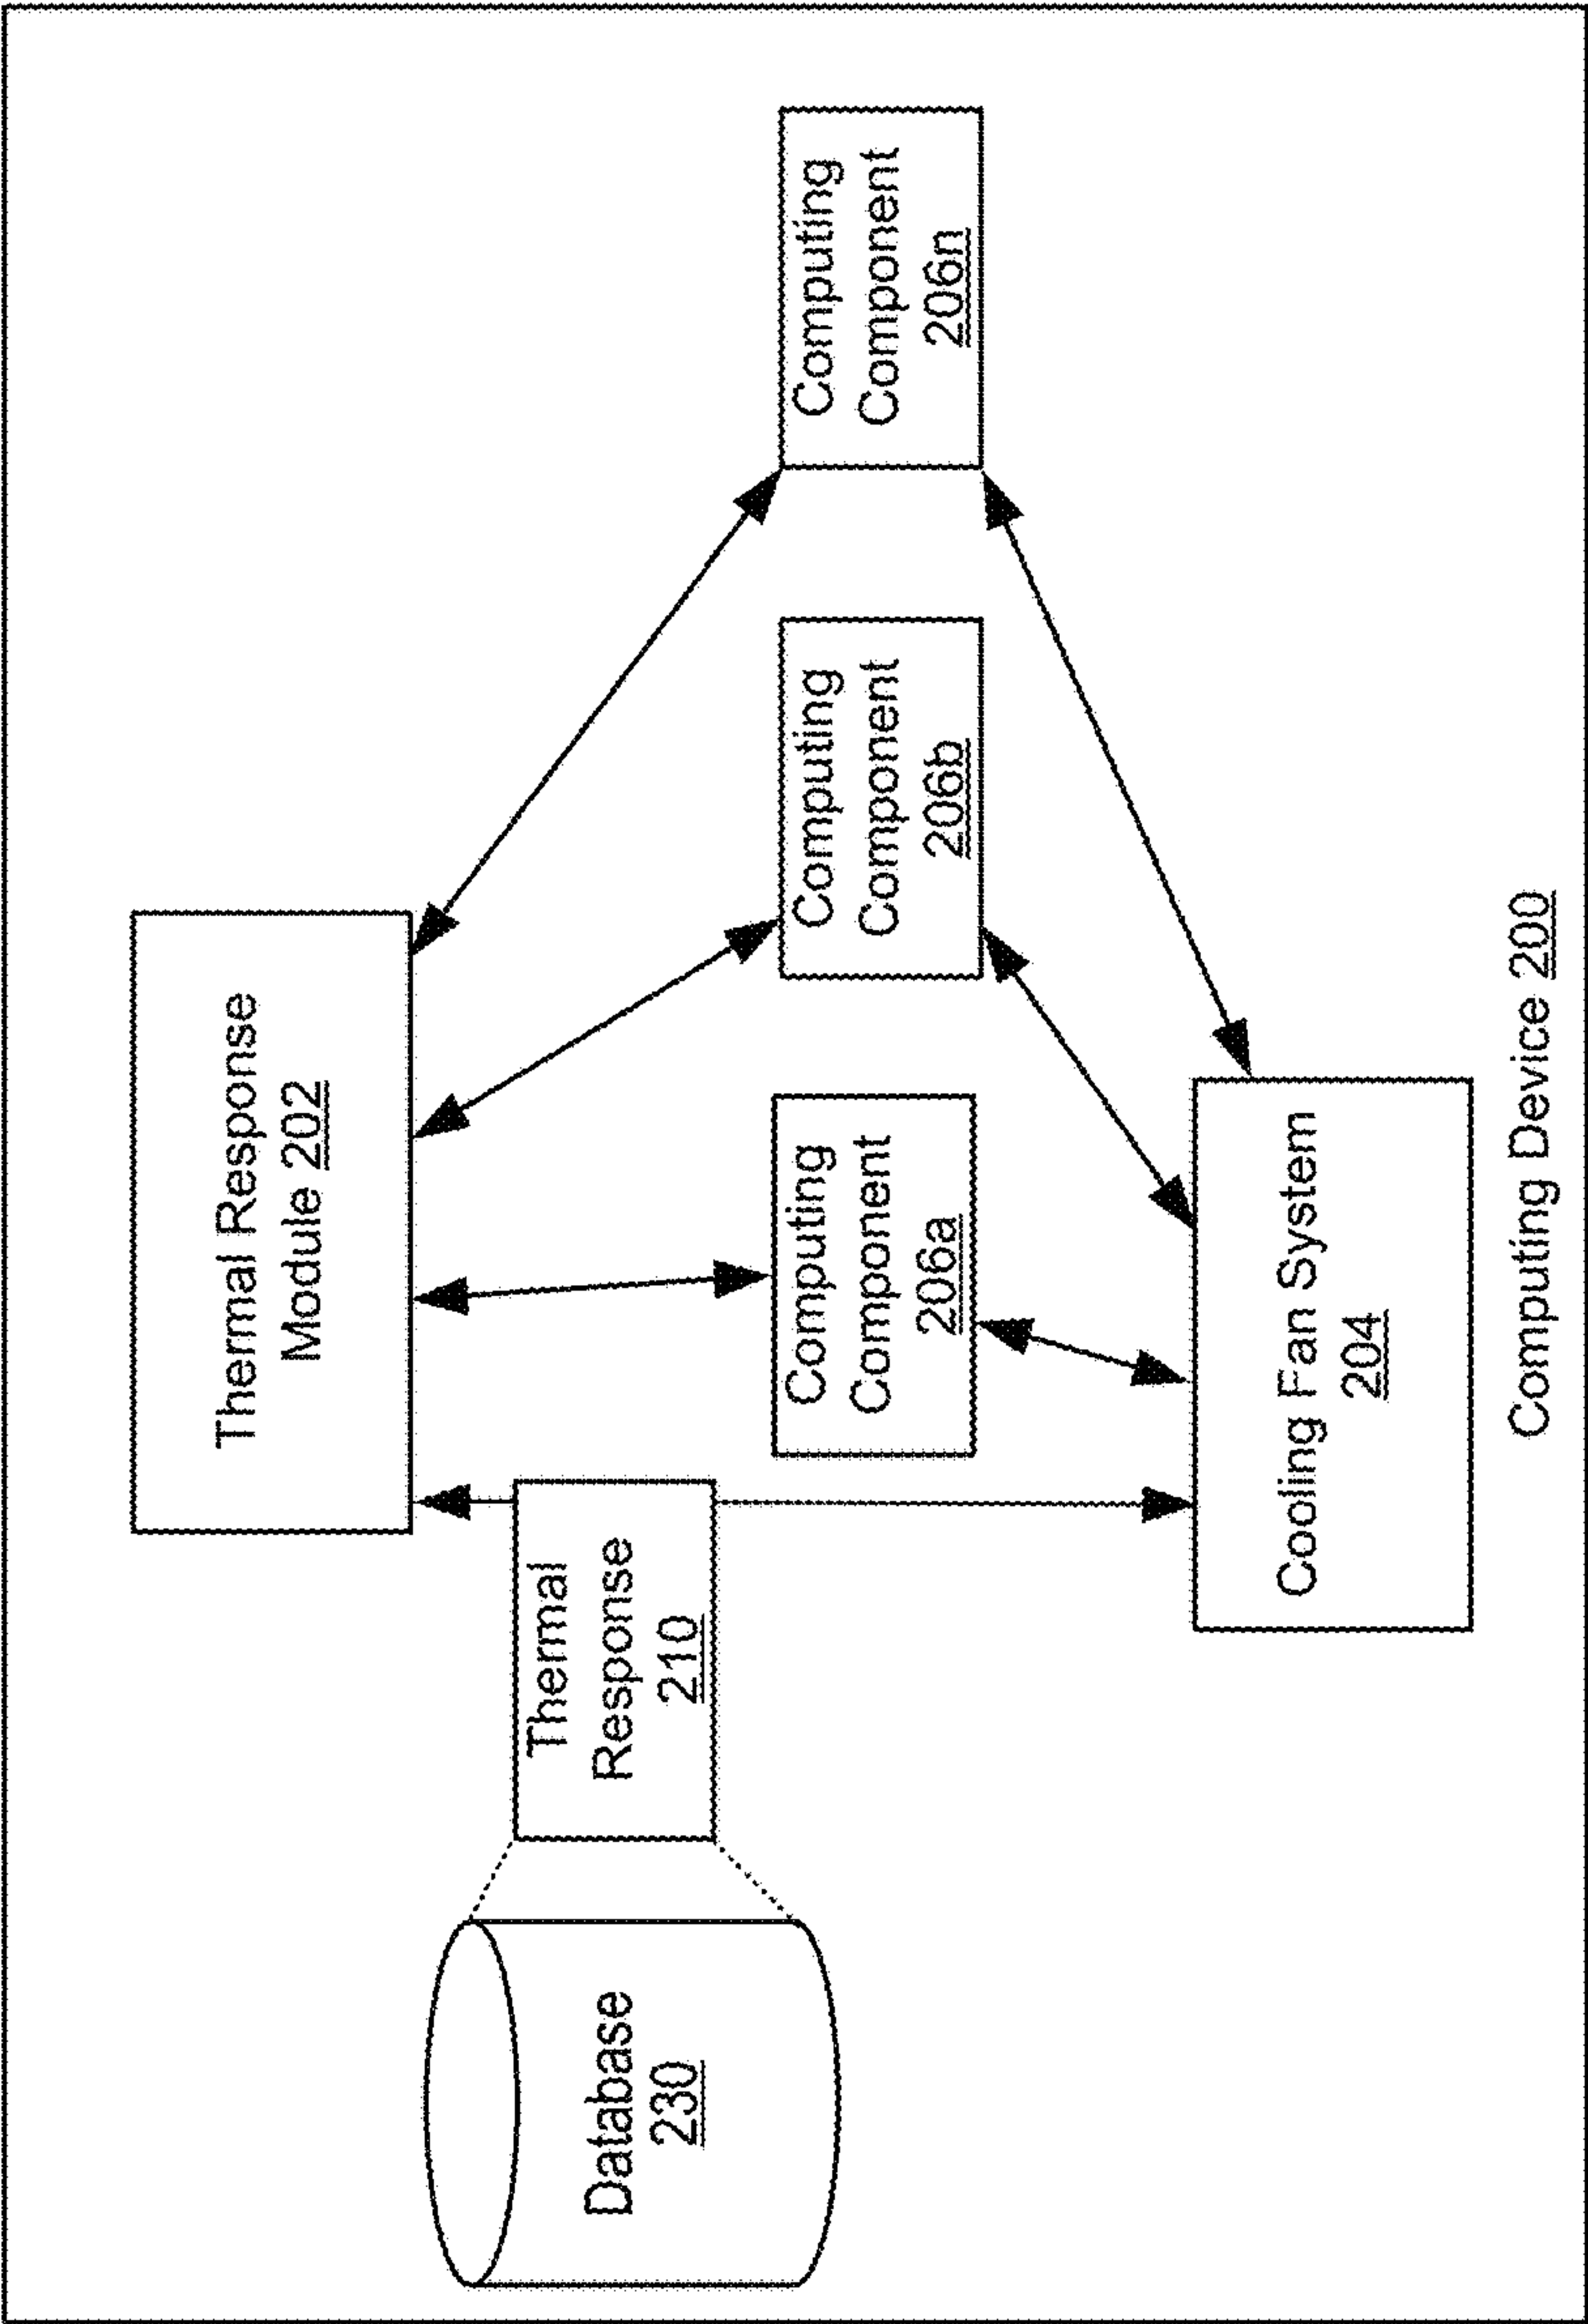 Thermal Response
Module 202
Database
230
Thermal
Response
210
Computing
Component
206a
Computing
Component
206b
Computing
Component
206n
Cooling Fan System
204
Computing Device 200